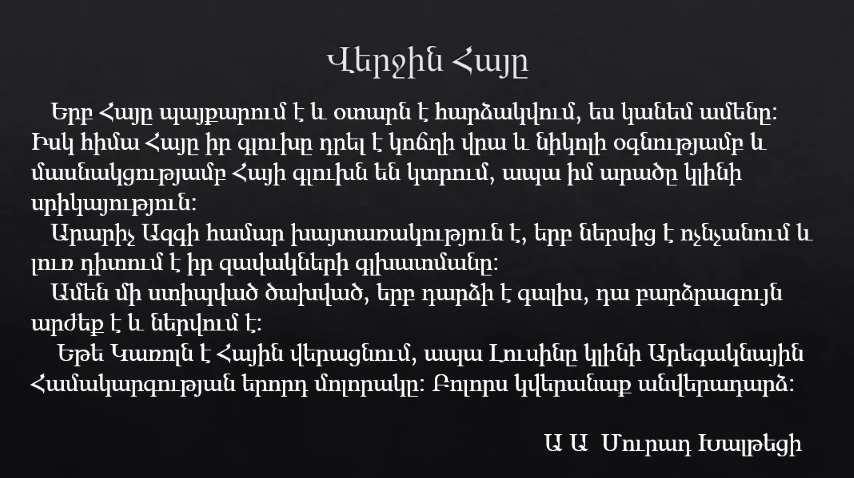 Վերջին Հայը
Երբ Հայը պայքարում է և օտարն է հարձակվում, ես կանեմ ամենը:
Իսկ հիմա Հայը իր գլուխը դրել է կոճղի վրա և նիկոլի օգնությամբ և
մասնակցությամբ Հայի գլուխն են կտրում, ապա իմ արածը կլինի
սրիկայություն:
Արարիչ Ազգի համար խայտառակություն է, երբ ներսից է ոչնչանում և
լուռ դիտում է իր զավակների գլխատմանը:
Ամեն մի ստիպված ծախված, երբ դարձի է գալիս, դա բարձրագույն
արժեք է և ներվում է:
Եթե Կառոլն է Հային վերացնում, ապա Լուսինը կլինի Արեգակնային
Համակարգության երորդ մոլորակը: Բոլորս կվերանաք անվերադարձ:
Ա Ա Մուրադ Խալթեցի